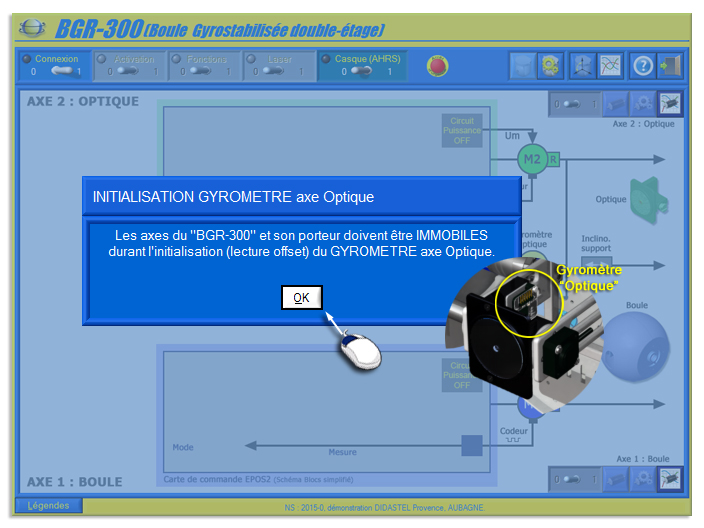 BGR-300 (Boule Gyrostabilisée double-étage)
Connexion
0 1
Activation
0 1
Fonctions
0 1
Laser
0 1
Casque (AHRS)
0 1
AXE 2 : OPTIQUE
0 1
Axe 2 : Optique
Circuit
Puissance
OFF
Um
M2 R
Optique
INITIALISATION GYROMETRE axe Optique
Les axes du "BGR-300" et son porteur doivent être IMMOBILES
durant l'initialisation (lecture offset) du GYROMETRE axe Optique.
OK
Inclino.
support
Gyromètre
"Optique"
Boule
OFF
Codeur
Mode
Mesure
Carte de commande EPOS2 (Schéma Blocs simplifié)
AXE 1 : BOULE
Axe 1 : Boule
0 1
Légendes
NS : 2015-0, démonstration DIDASTEL Provence, AUBAGNE.